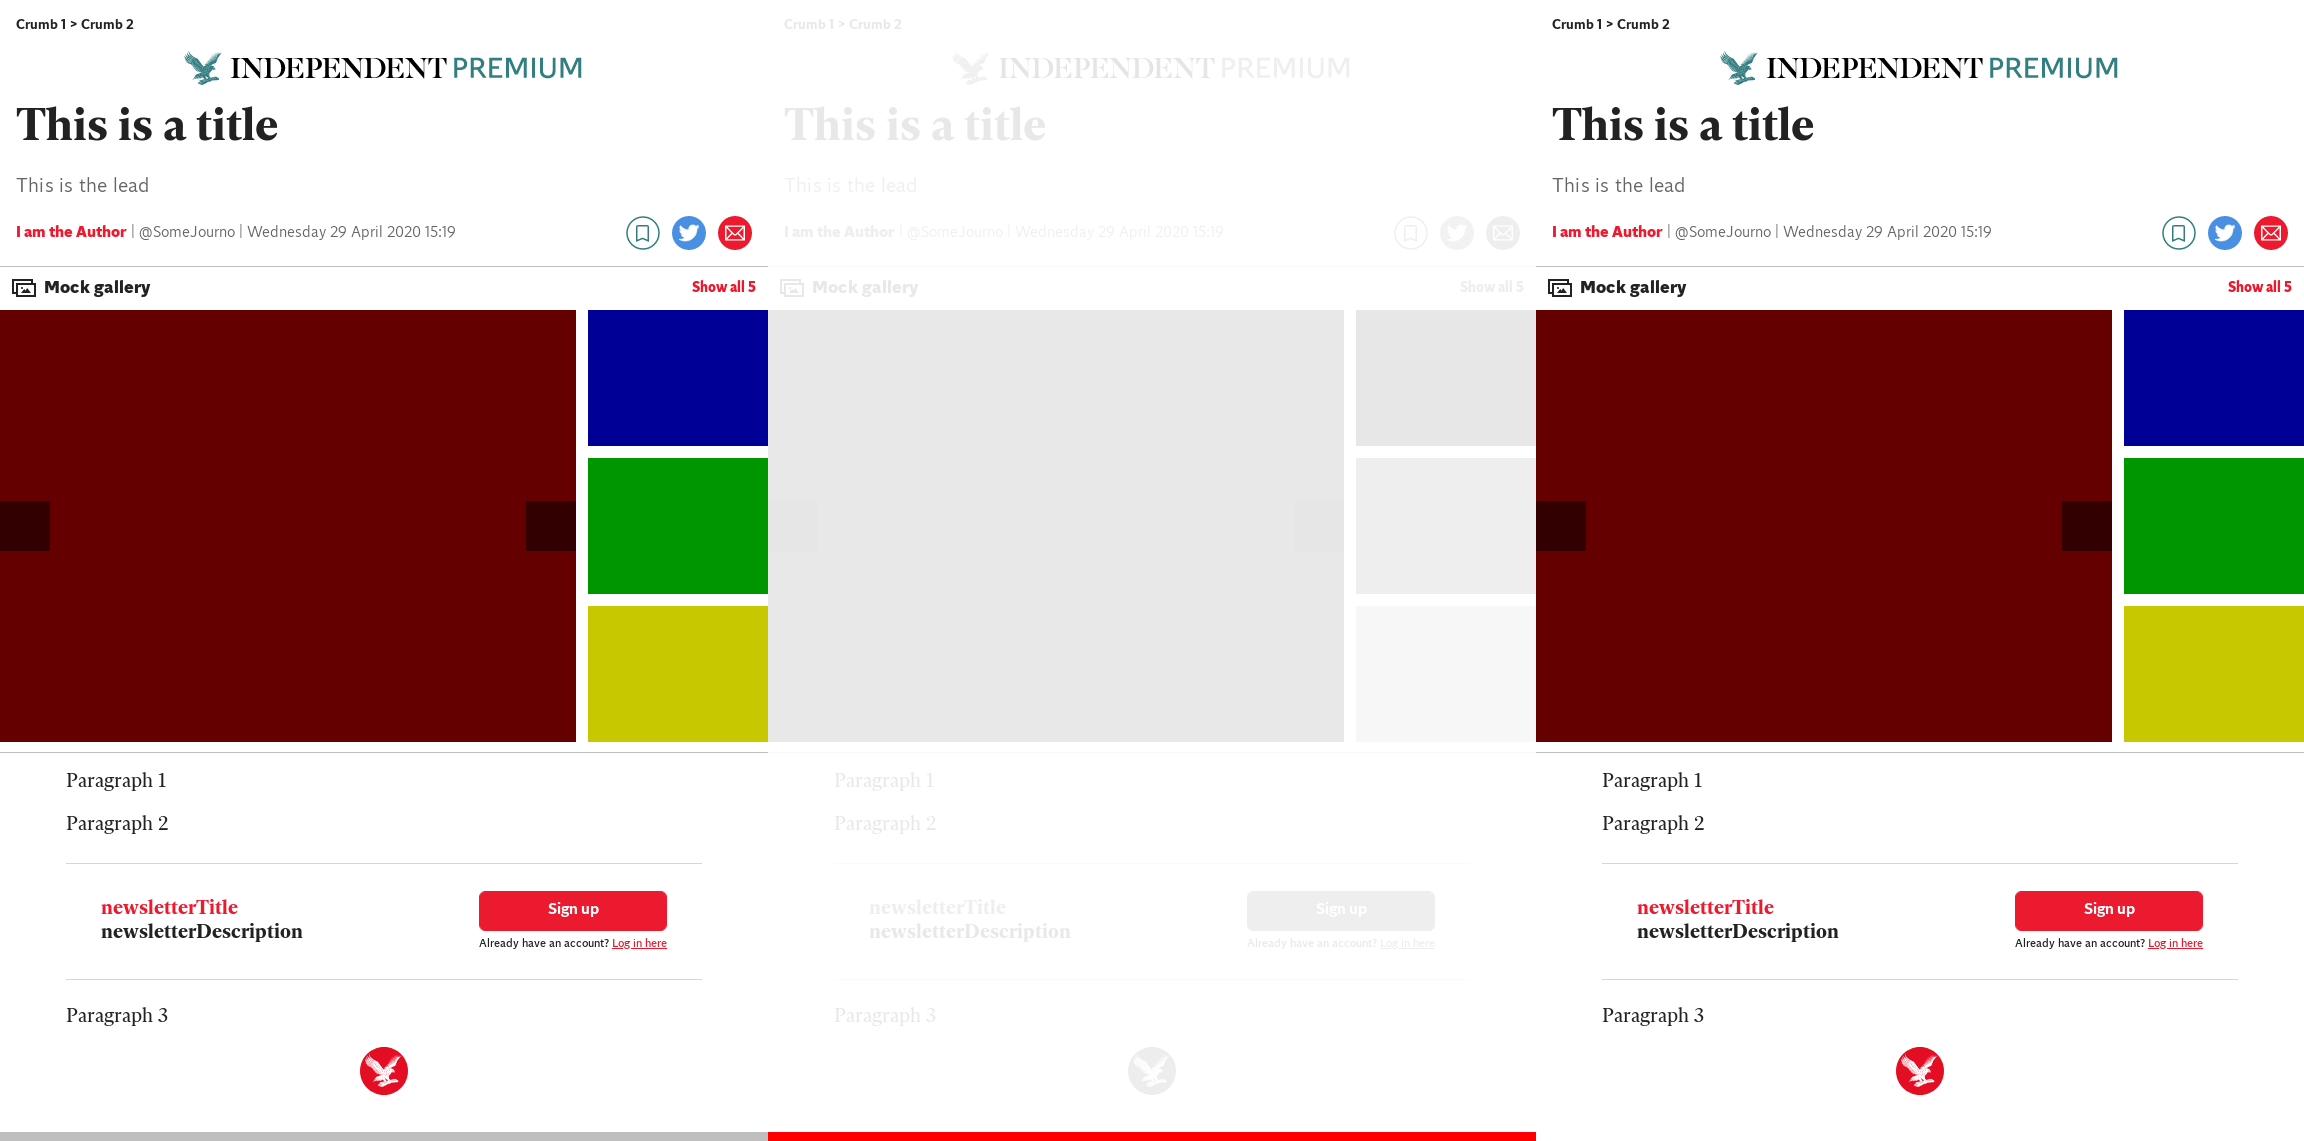 Crumb 1 > Crumb 2
INDEPENDENT PREMIUM
This is a title
This is the lead
I am the Author | @SomeJourno | Wednesday 29 April 2020 15:19
Mock gallery
Show all 5
Paragraph 1
Paragraph 2
newsletterTitle
newsletterDescription
Sign up
Already have an account? Log in here
Paragraph 3
Crumb 1 > Crumb 2
INDEPENDENT PREMIUM
This is a title
This is the lead
I am the Author | @SomeJourno | Wednesday 29 April 2020 15:19
Mock gallery
Show all 5
Paragraph 1
Paragraph 2
newsletterTitle
newsletterDescription
Sign up
Already have an account? Log in here
Paragraph 3
Crumb 1 > Crumb 2
INDEPENDENT PREMIUM
This is a title
This is the lead
I am the Author | @SomeJourno | Wednesday 29 April 2020 15:19
Mock gallery
Show all 5
Paragraph 1
Paragraph 2
newsletterTitle
newsletterDescription
Sign up
Already have an account? Log in here
Paragraph 3